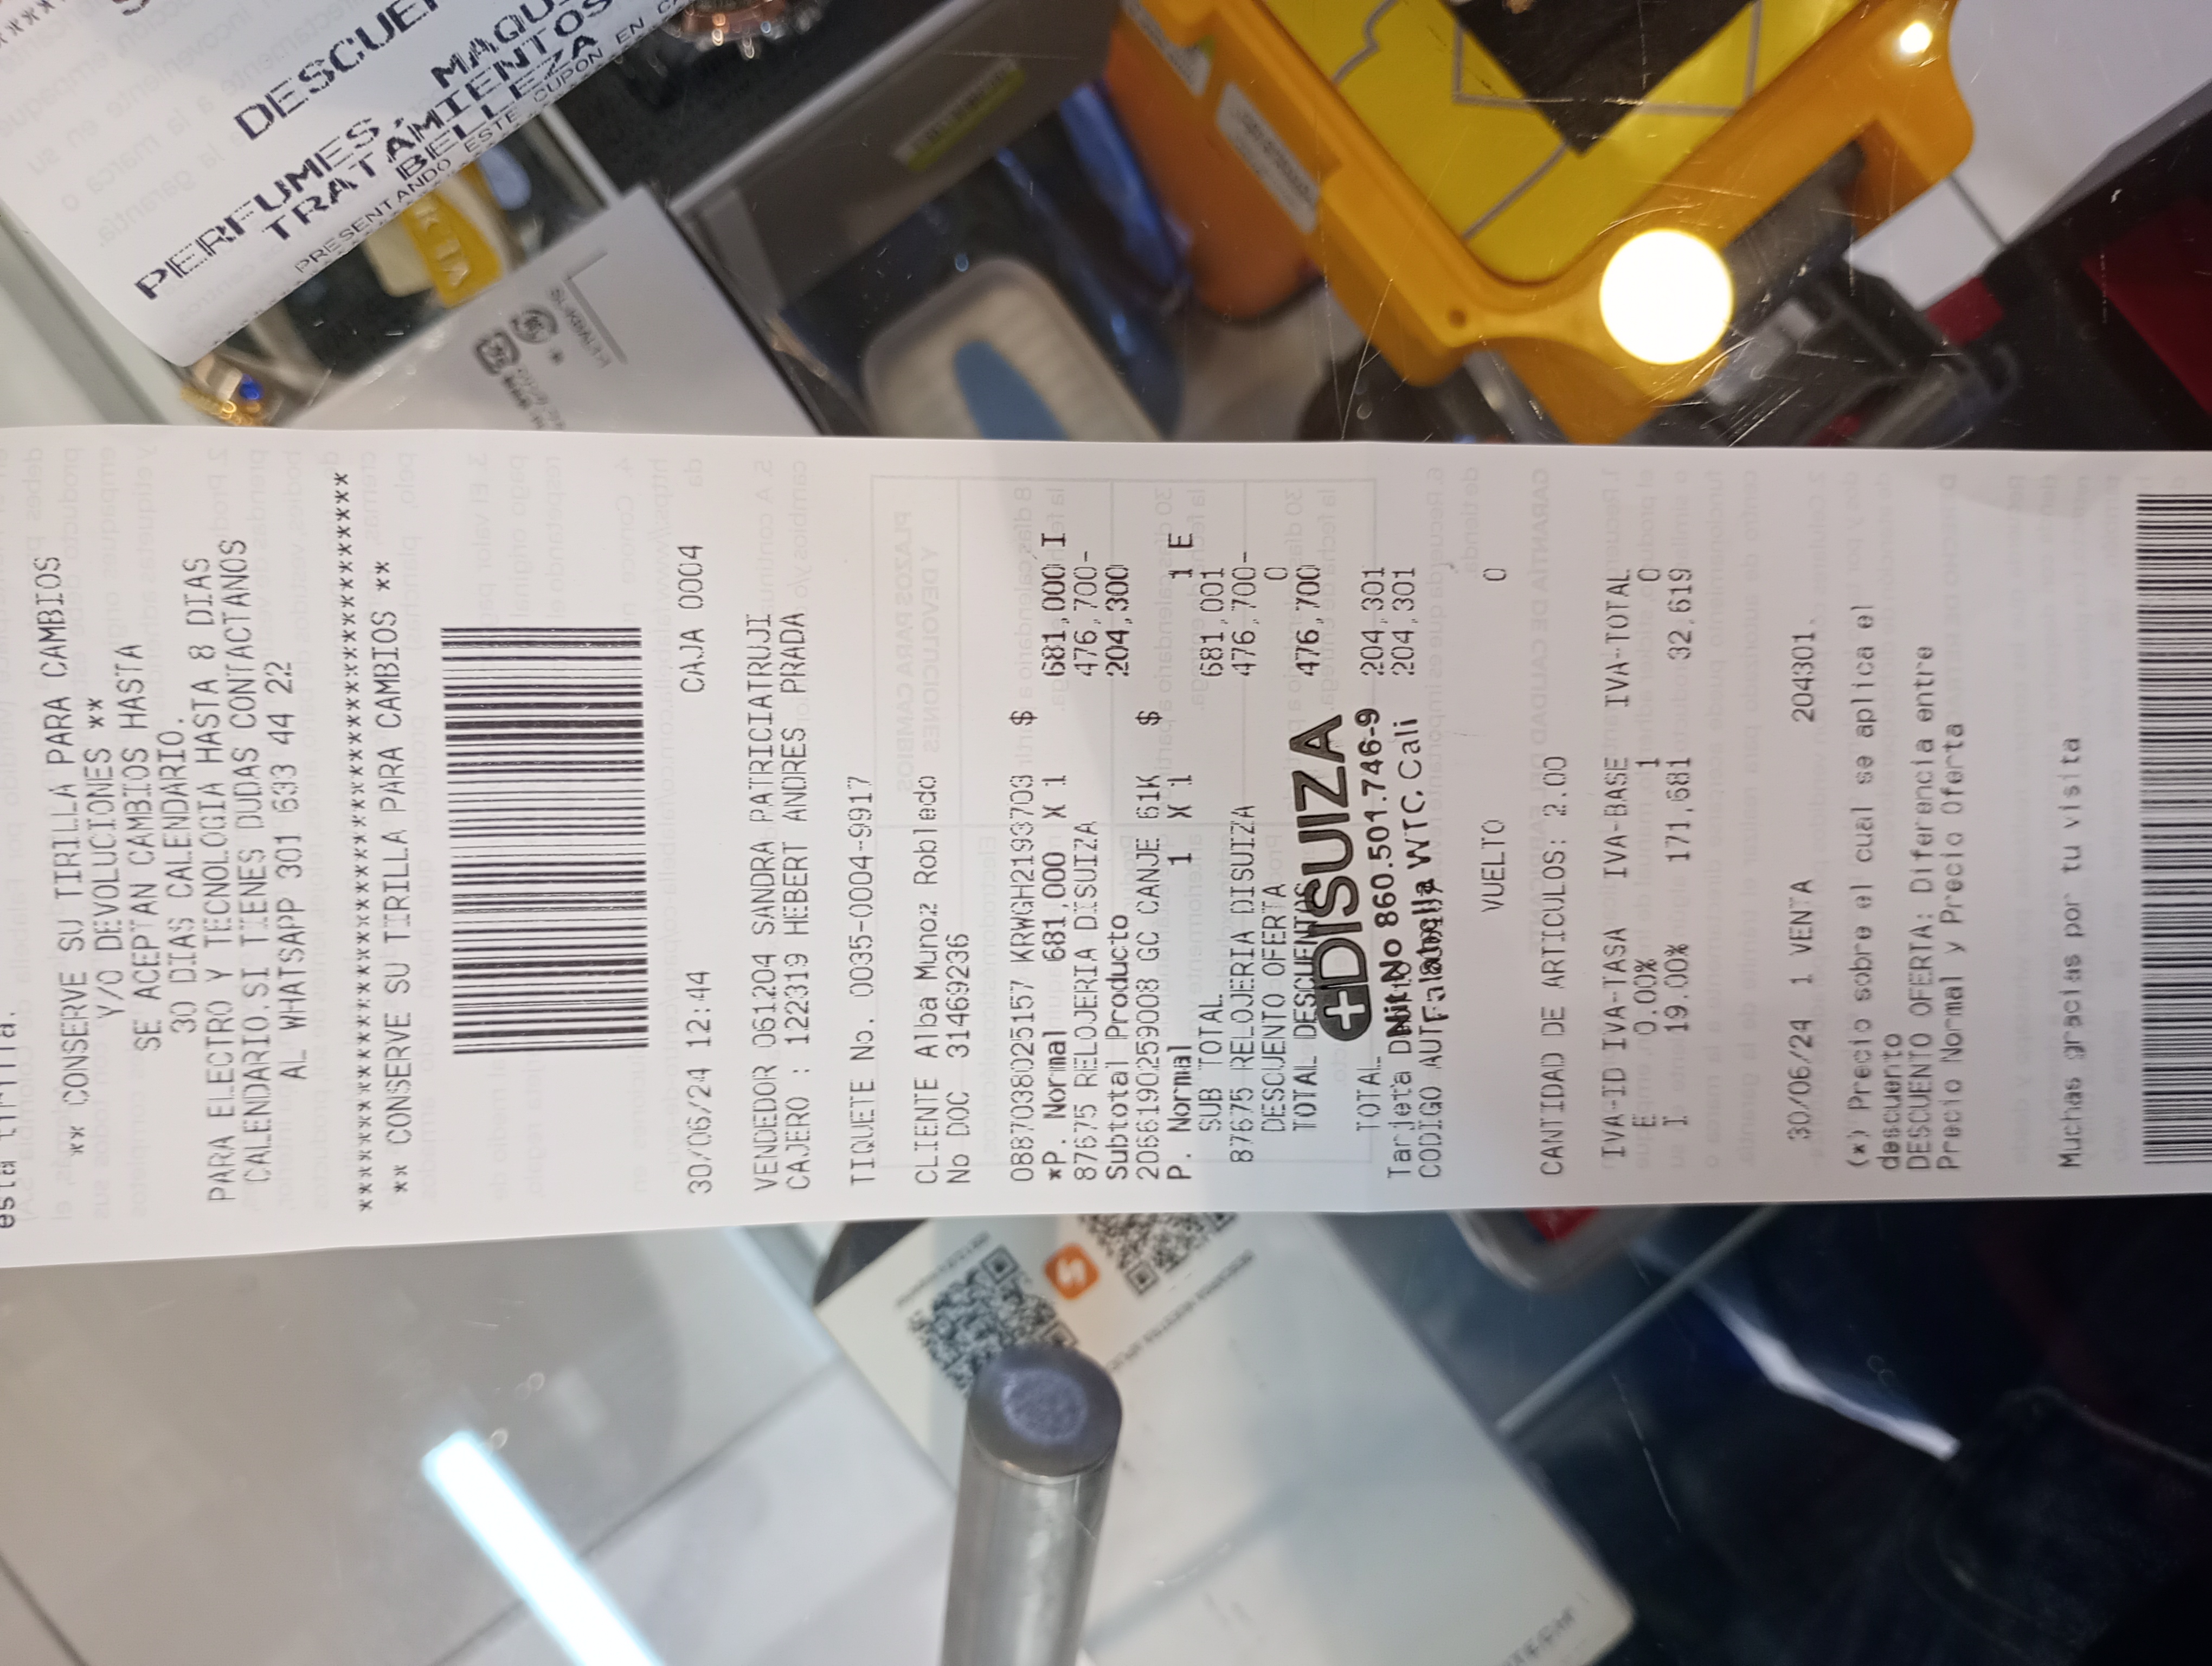 DESCUE
MAQU
PERFUMES,
TRATAMIENTOS
BELLEZA
PRESENTANDO ESTE CUPON EN CA
esta tirilla.
** CONSERVE SU TIRILLA PARA CAMBIOS
Y/O DEVOLUCIONES **
SE ACEPTAN CAMBIOS HASTA
30 DIAS CALENDARIO.
PARA ELECTRO Y TECNOLOGIA HASTA 8 DIAS
CALENDARIO.SI TIENES DUDAS CONTACTANOS
AL WHATSAPP 301 633 44 22
** CONSERVE SU TIRILLA PARA CAMBIOS **
30/06/24 12:44 CAJA 0004
VENDEDOR 061204 SANDRA PATRICIATRUJI
CAJERO : 122319 HEBERT ANDRES PRADA
TIQUETE No. 0035-0004-9917
CLIENTE Alba Munoz Robledo
No DOC 31469236
0887038025157 KRWGH2193703 $
*P. Normal 681,000 X 1 681,000 I
87675 RELOJERIA DISUIZA 476,700-
Subtotal Producto 204,300
2066190259008 GC CANJE 61K $
P. Normal 1 X 1 1 E
SUB TOTAL 681,001
87675 RELOJERIA DISUIZA 476,700-
DESCUENTO OFERTA 0
TOTAL DESCUENTOS 476,700
DISUIZA
Nit. No 860.501.746-9
Falabella WTC. Cali
TOTAL 204,301
Tarjeta 204,301
CODIGO AUT
VUELTO 0
CANTIDAD DE ARTICULOS: 2.00
IVA-ID IVA-TASA IVA-BASE IVA-TOTAL
E 0.00% 1 0
I 19.00% 171,681 32,619
30/06/24 1 VENTA 204301.
(*) Precio sobre el cual se aplica el
descuento
DESCUENTO OFERTA: Diferencia entre
Precio Normal y Precio Oferta
Muchas gracias por tu visita